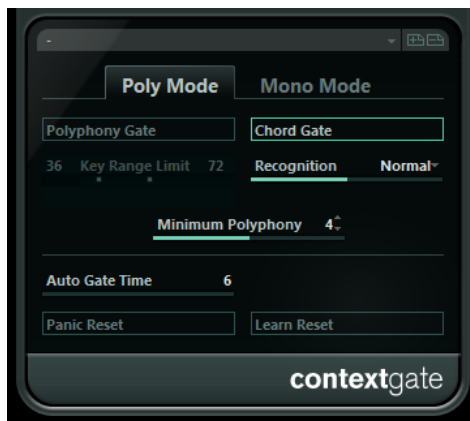 -
Poly Mode Mono Mode
Polyphony Gate Chord Gate
36 Key Range Limit 72 Recognition Normal
Minimum Polyphony 4
Auto Gate Time 6
Panic Reset Learn Reset
contextgate